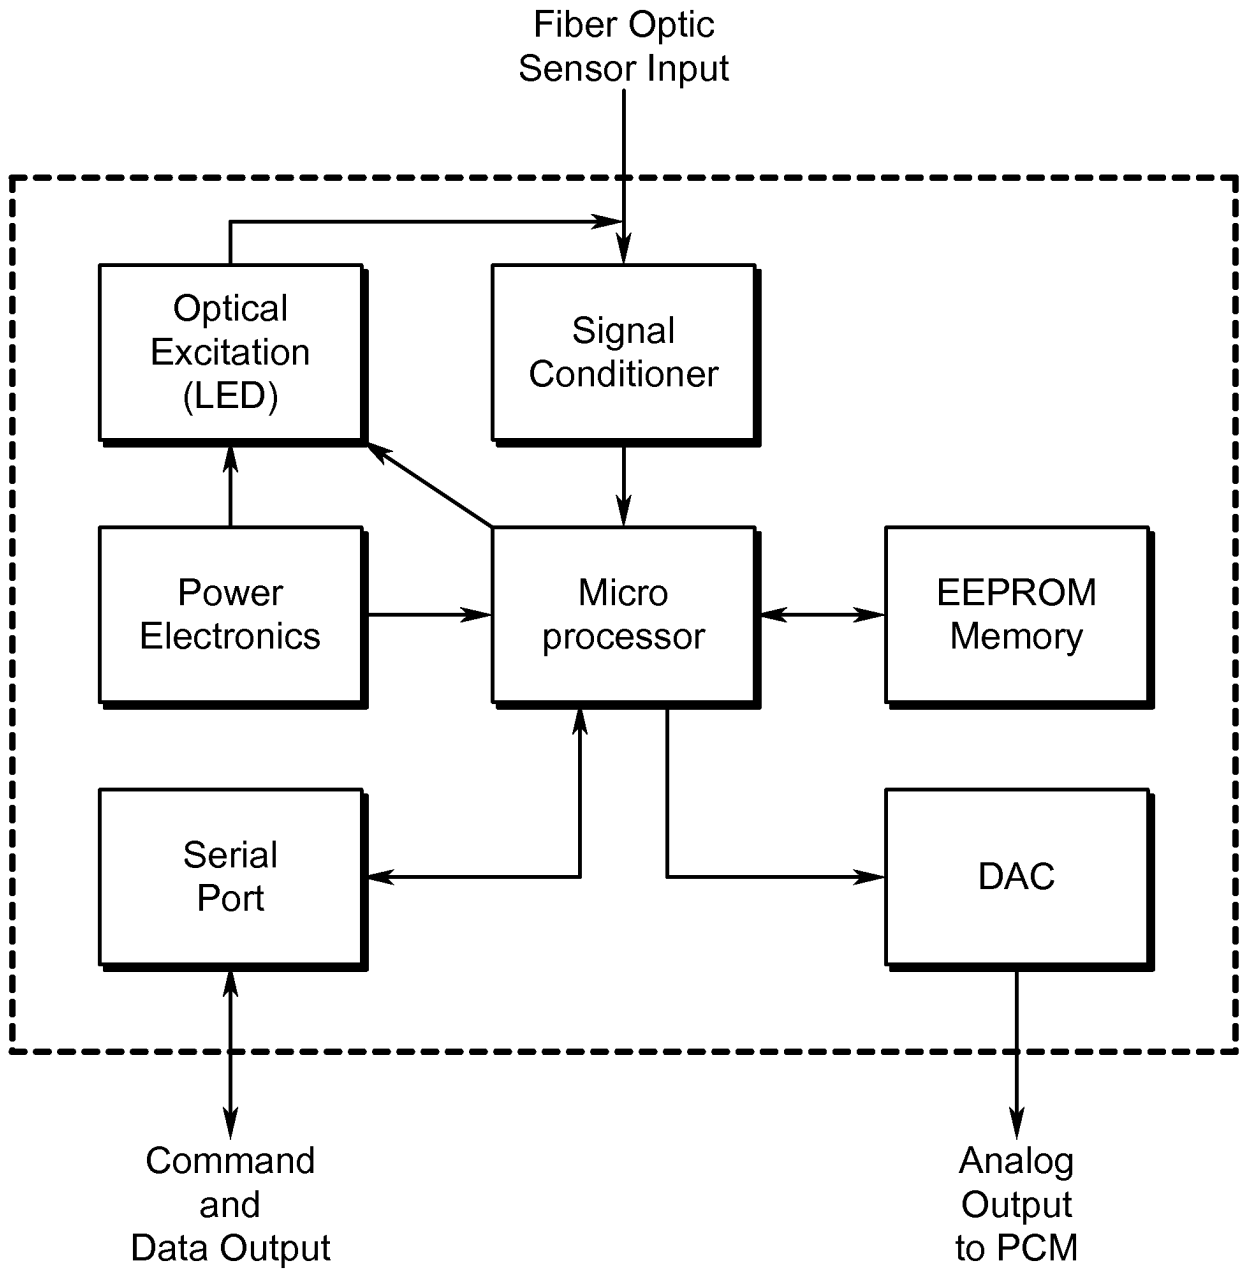 Fiber Optic
Sensor Input
Optical
Excitation
(LED)
Signal
Conditioner
Power
Electronics
Micro
processor
EEPROM
Memory
Serial
Port
DAC
Command
and
Data Output
Analog
Output
to PCM